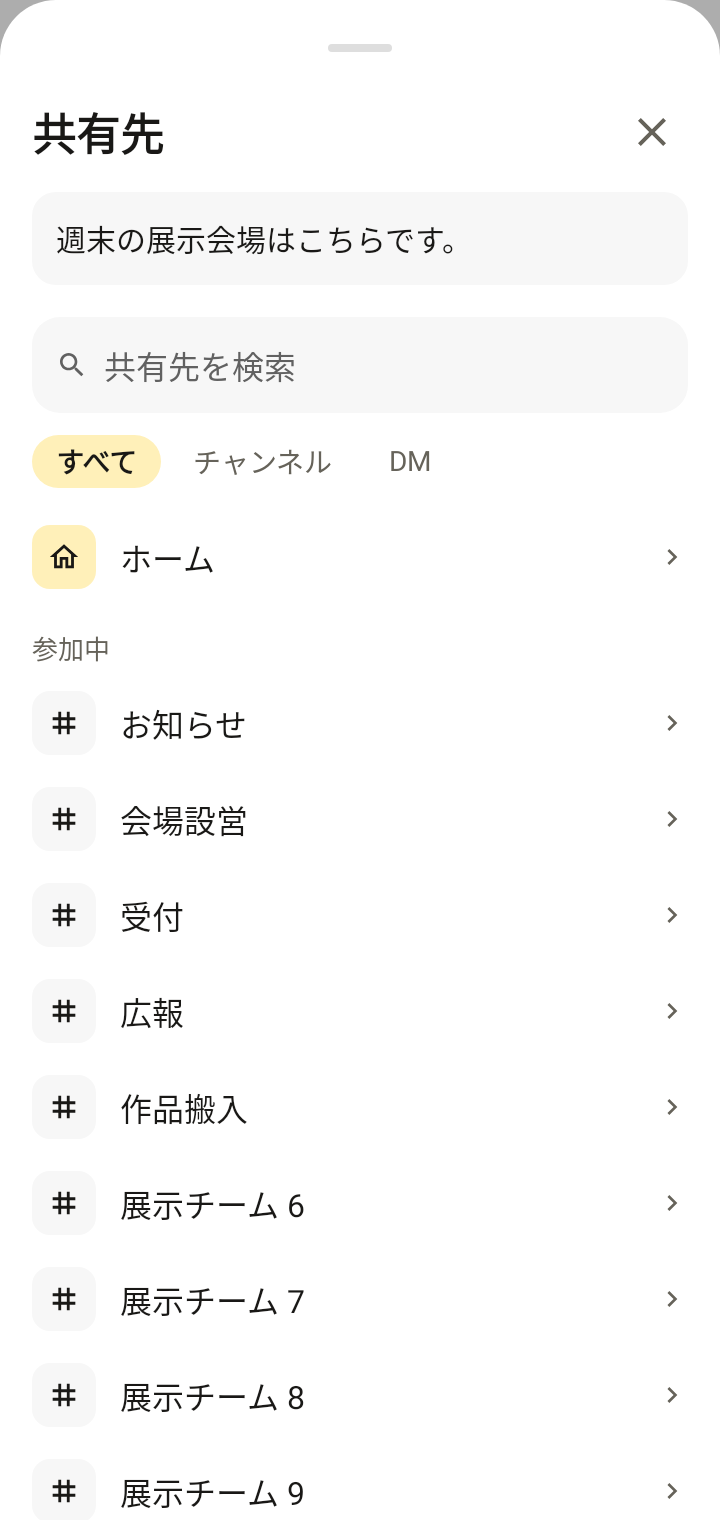 共有先
週末の展示会場はこちらです。
共有先を検索
すべて チャンネル DM
ホーム
参加中
お知らせ
会場設営
受付
広報
作品搬入
展示チーム 6
展示チーム 7
展示チーム 8
展示チーム 9